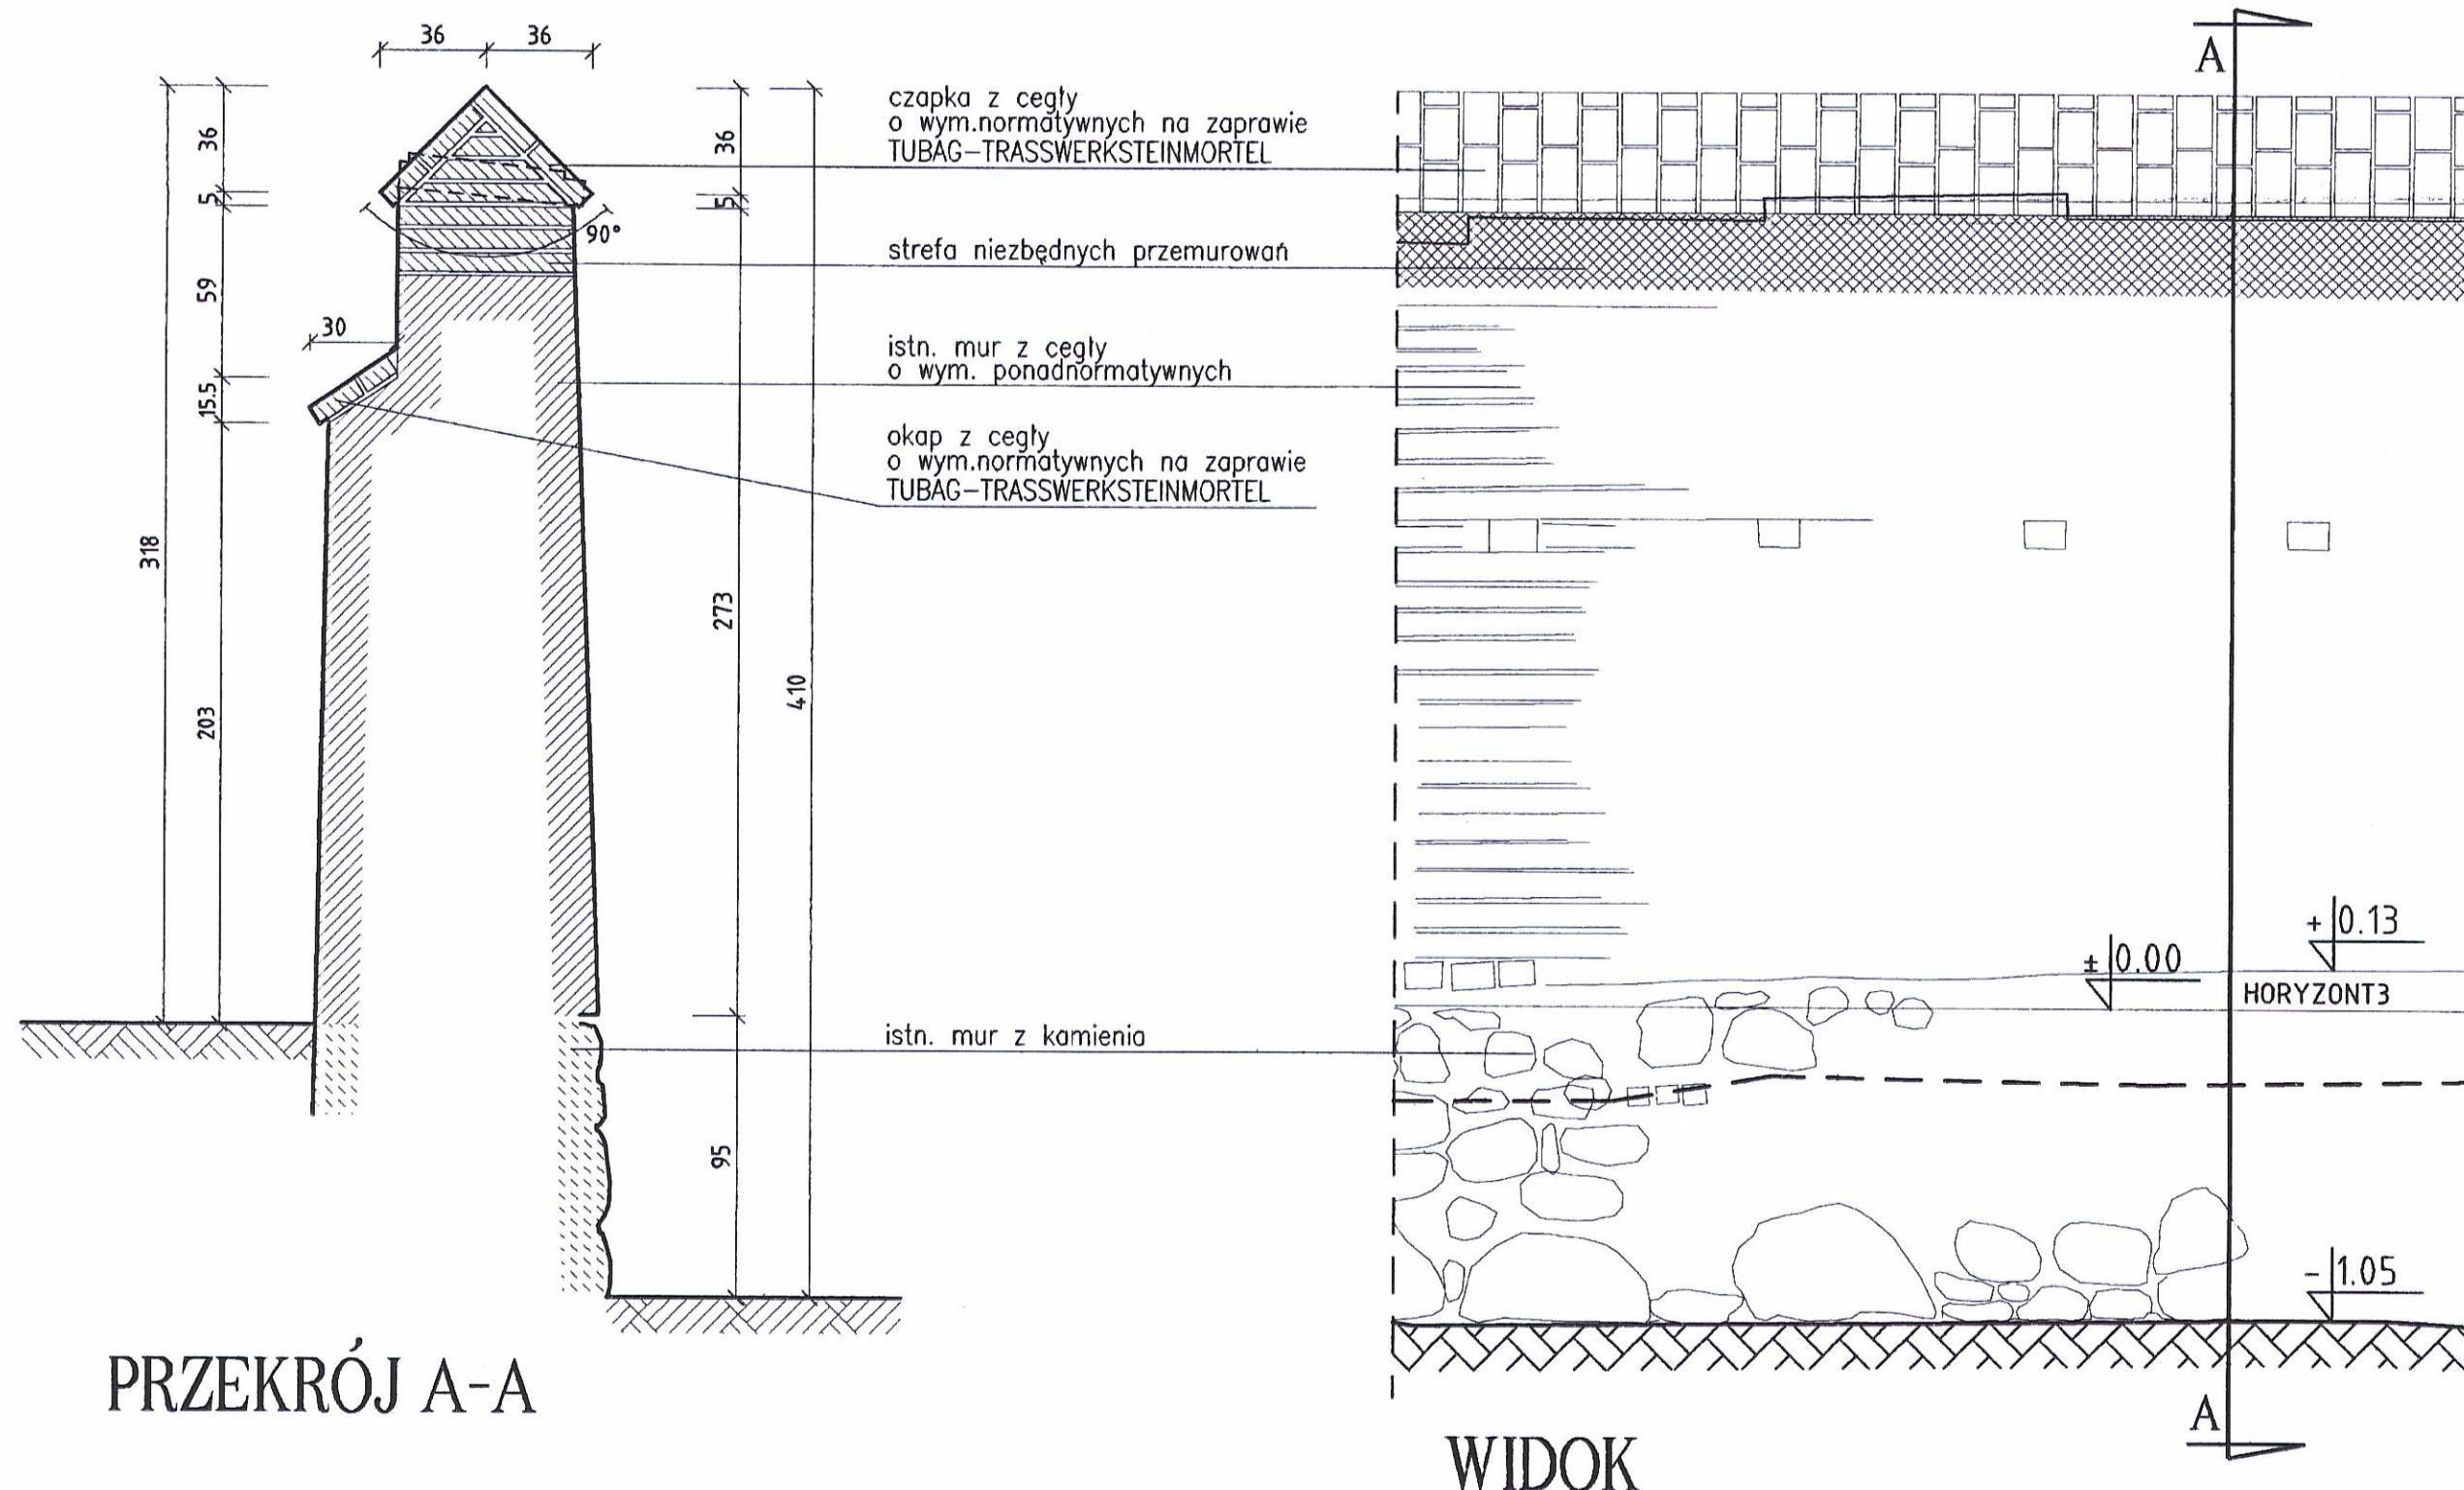 36
36
36
5
59
30
15.5
318
203
90°
36
5
273
410
95
czapka z cegły
o wym.normatywnych na zaprawie
TUBAG-TRASSWERKSTEINMORTEL
strefa niezbędnych przemurowań
istn. mur z cegły
o wym. ponadnormatywnych
okap z cegły
o wym.normatywnych na zaprawie
TUBAG-TRASSWERKSTEINMORTEL
istn. mur z kamienia
PRZEKRÓJ A-A
A
+0.13
±0.00
HORYZONT3
-1.05
A
WIDOK